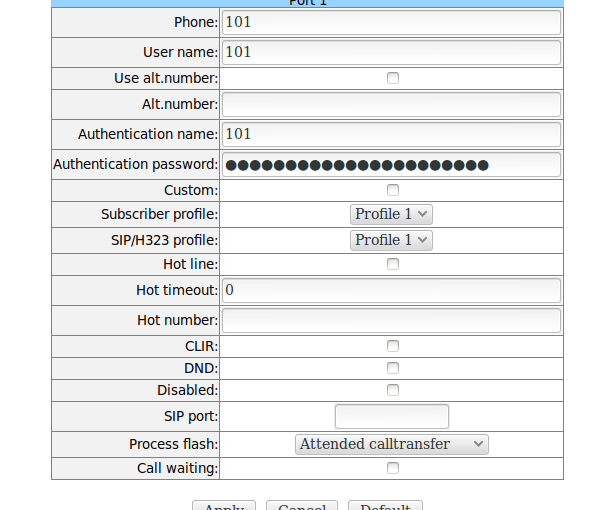 Port 1
Phone: 101
User name: 101
Use alt.number:
Alt.number:
Authentication name: 101
Authentication password: ●●●●●●●●●●●●●●●●●●●●●●
Custom:
Subscriber profile: Profile 1
SIP/H323 profile: Profile 1
Hot line:
Hot timeout: 0
Hot number:
CLIR:
DND:
Disabled:
SIP port:
Process flash: Attended calltransfer
Call waiting:
Apply Cancel Default